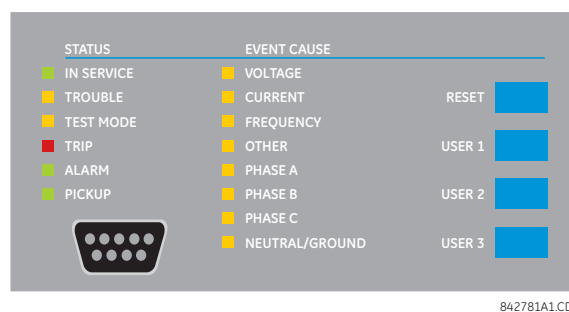 STATUS
IN SERVICE
TROUBLE
TEST MODE
TRIP
ALARM
PICKUP
EVENT CAUSE
VOLTAGE
CURRENT
FREQUENCY
OTHER
PHASE A
PHASE B
PHASE C
NEUTRAL/GROUND
RESET
USER 1
USER 2
USER 3
842781A1.CD